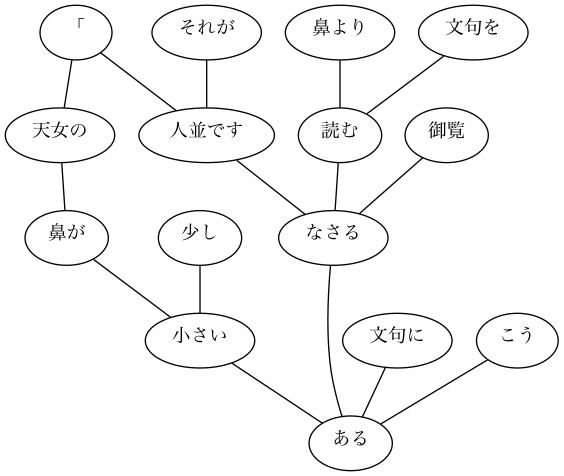 「 それが 鼻より 文句を
天女の 人並です 読む 御覧
鼻が 少し なさる
小さい 文句に こう
ある